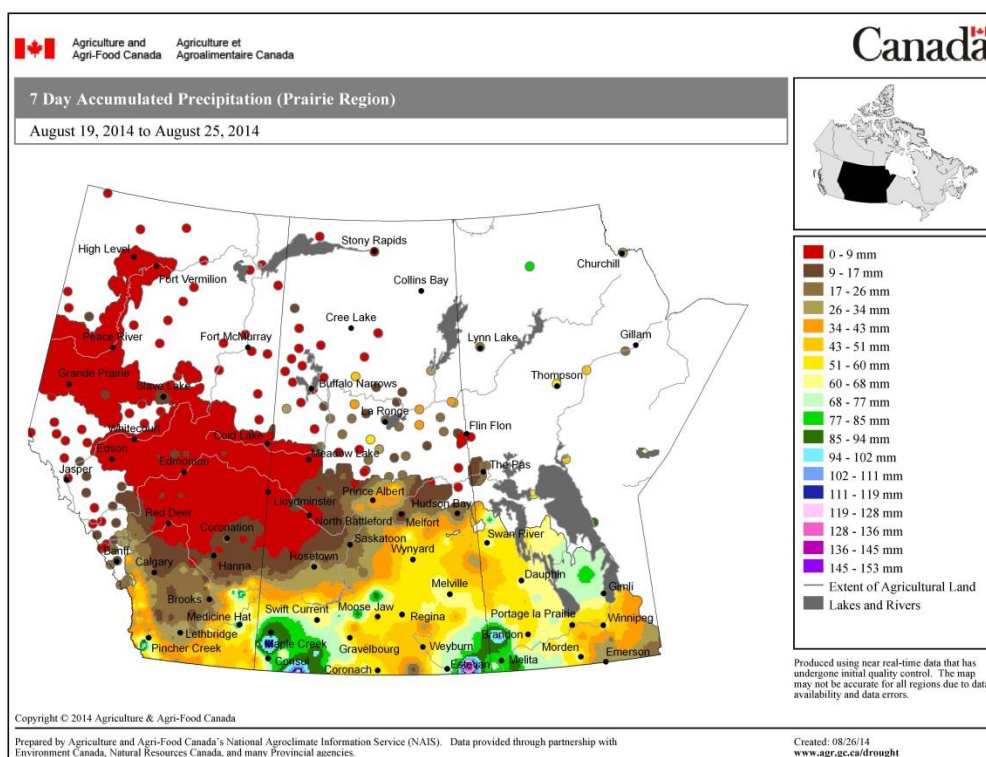 Agriculture and Agri-Food Canada
Agriculture et Agroalimentaire Canada
Canada
7 Day Accumulated Precipitation (Prairie Region)
August 19, 2014 to August 25, 2014
High Level
Fort Vermilion
Stony Rapids
Churchill
Collins Bay
Cree Lake
Peace River
Fort McMurray
Lynn Lake
Gillam
Grande Prairie
Slave Lake
Buffalo Narrows
Thompson
La Ronge
Whitecourt
Cold Lake
Flin Flon
Edson
Meadow Lake
Edmonton
The Pas
Jasper
Prince Albert
Lloydminster
Hudson Bay
Red Deer
North Battleford
Melfort
Coronation
Saskatoon
Swan River
Banff
Hanna
Rosetown
Wynyard
Calgary
Dauphin
Melville
Gimli
Brooks
Medicine Hat
Swift Current
Moose Jaw
Regina
Portage la Prairie
Winnipeg
Lethbridge
Maple Creek
Brandon
Pincher Creek
Gravelbourg
Weyburn
Morden
Emerson
Consul
Coronach
Estevan
Melita
0 - 9 mm
9 - 17 mm
17 - 26 mm
26 - 34 mm
34 - 43 mm
43 - 51 mm
51 - 60 mm
60 - 68 mm
68 - 77 mm
77 - 85 mm
85 - 94 mm
94 - 102 mm
102 - 111 mm
111 - 119 mm
119 - 128 mm
128 - 136 mm
136 - 145 mm
145 - 153 mm
Extent of Agricultural Land
Lakes and Rivers
Produced using near real-time data that has
undergone initial quality control. The map
may not be accurate for all regions due to data
availability and data errors.
Copyright © 2014 Agriculture & Agri-Food Canada
Prepared by Agriculture and Agri-Food Canada's National Agroclimate Information Service (NAIS). Data provided through partnership with
Environment Canada, Natural Resources Canada, and many Provincial agencies.
Created: 08/26/14
www.agr.gc.ca/drought